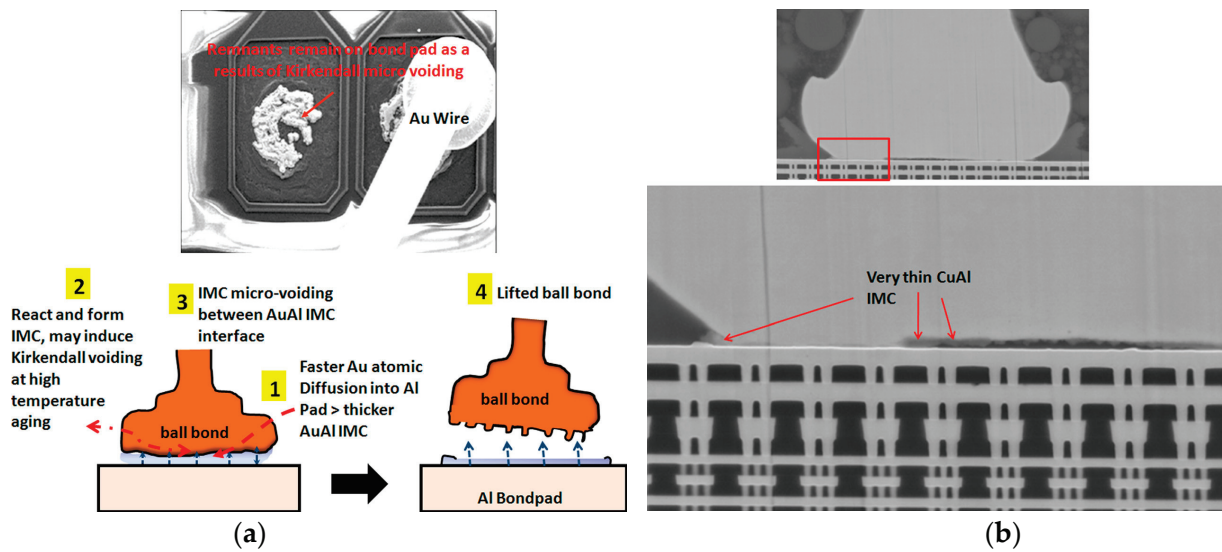 Remnants remain on bond pad as a
results of Kirkendall micro voiding
Au Wire
2
React and form
IMC, may induce
Kirkendall voiding
at high
temperature
aging
3
IMC micro-voiding
between AuAl IMC
interface
1
Faster Au atomic
Diffusion into Al
Pad > thicker
AuAl IMC
ball bond
4
Lifted ball bond
ball bond
Al Bondpad
(a)
Very thin CuAl
IMC
(b)